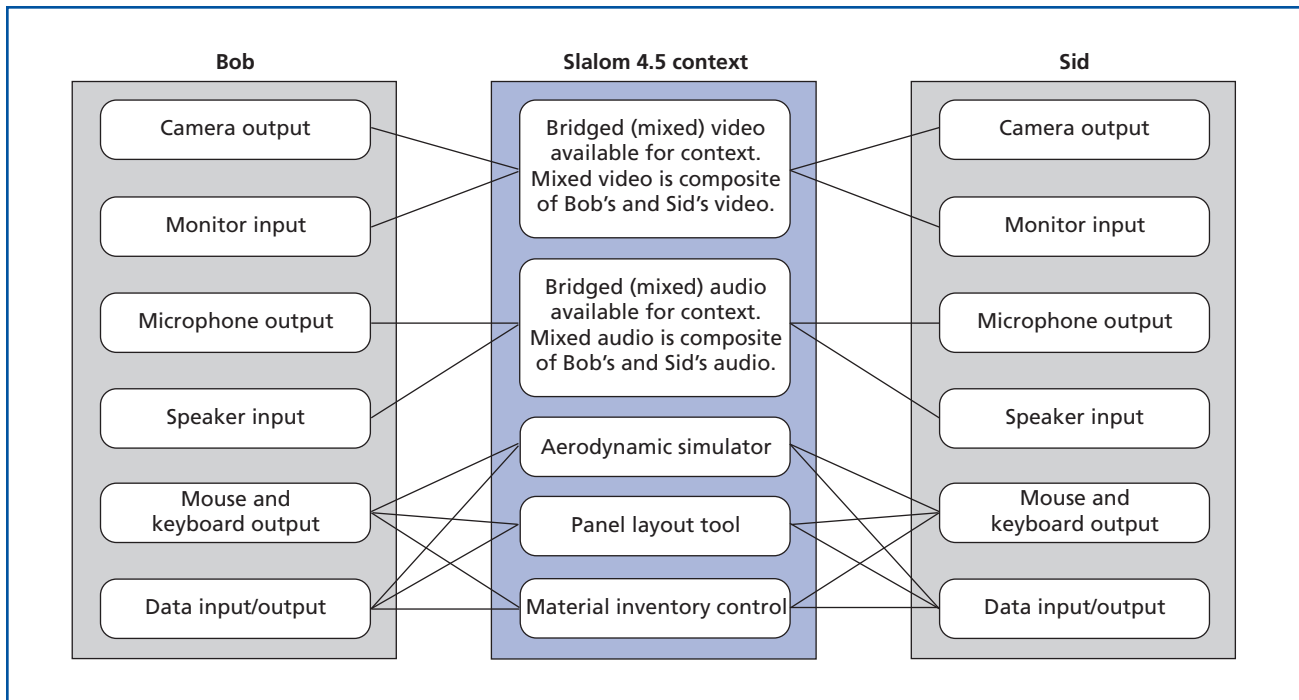 Bob
Camera output
Monitor input
Microphone output
Speaker input
Mouse and
keyboard output
Data input/output
Slalom 4.5 context
Bridged (mixed) video
available for context.
Mixed video is composite
of Bob's and Sid's video.
Bridged (mixed) audio
available for context.
Mixed audio is composite
of Bob's and Sid's audio.
Aerodynamic simulator
Panel layout tool
Material inventory control
Sid
Camera output
Monitor input
Microphone output
Speaker input
Mouse and
keyboard output
Data input/output